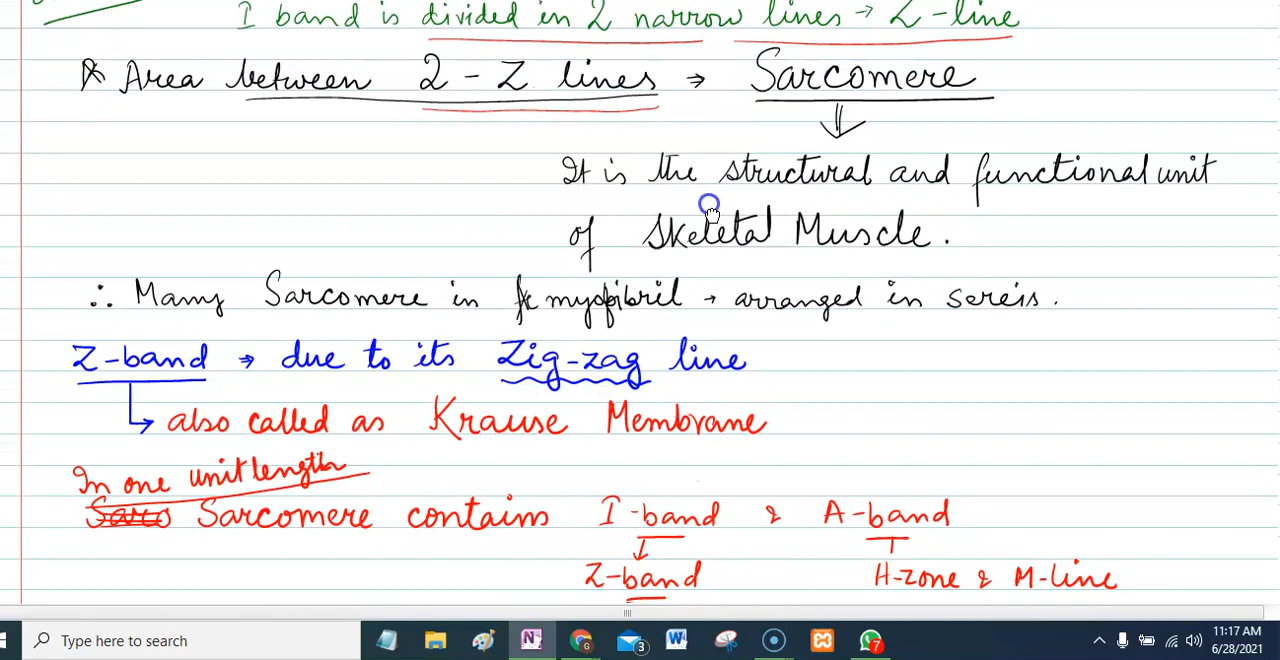 I band is divided in 2 narrow lines → Z-line
Area between 2 - Z lines ⇒ Sarcomere
⇓
It is the structural and functional unit
of Skeletal Muscle.
∴ Many Sarcomere in myofibril → arranged in sereis.
Z-band → due to its Zig-zag line
↳ also called as Krause Membrane
In one unit length
Sarcomere contains I-band & A-band
Z-band H-zone & M-line
Type here to search
3
7
11:17 AM
6/28/2021